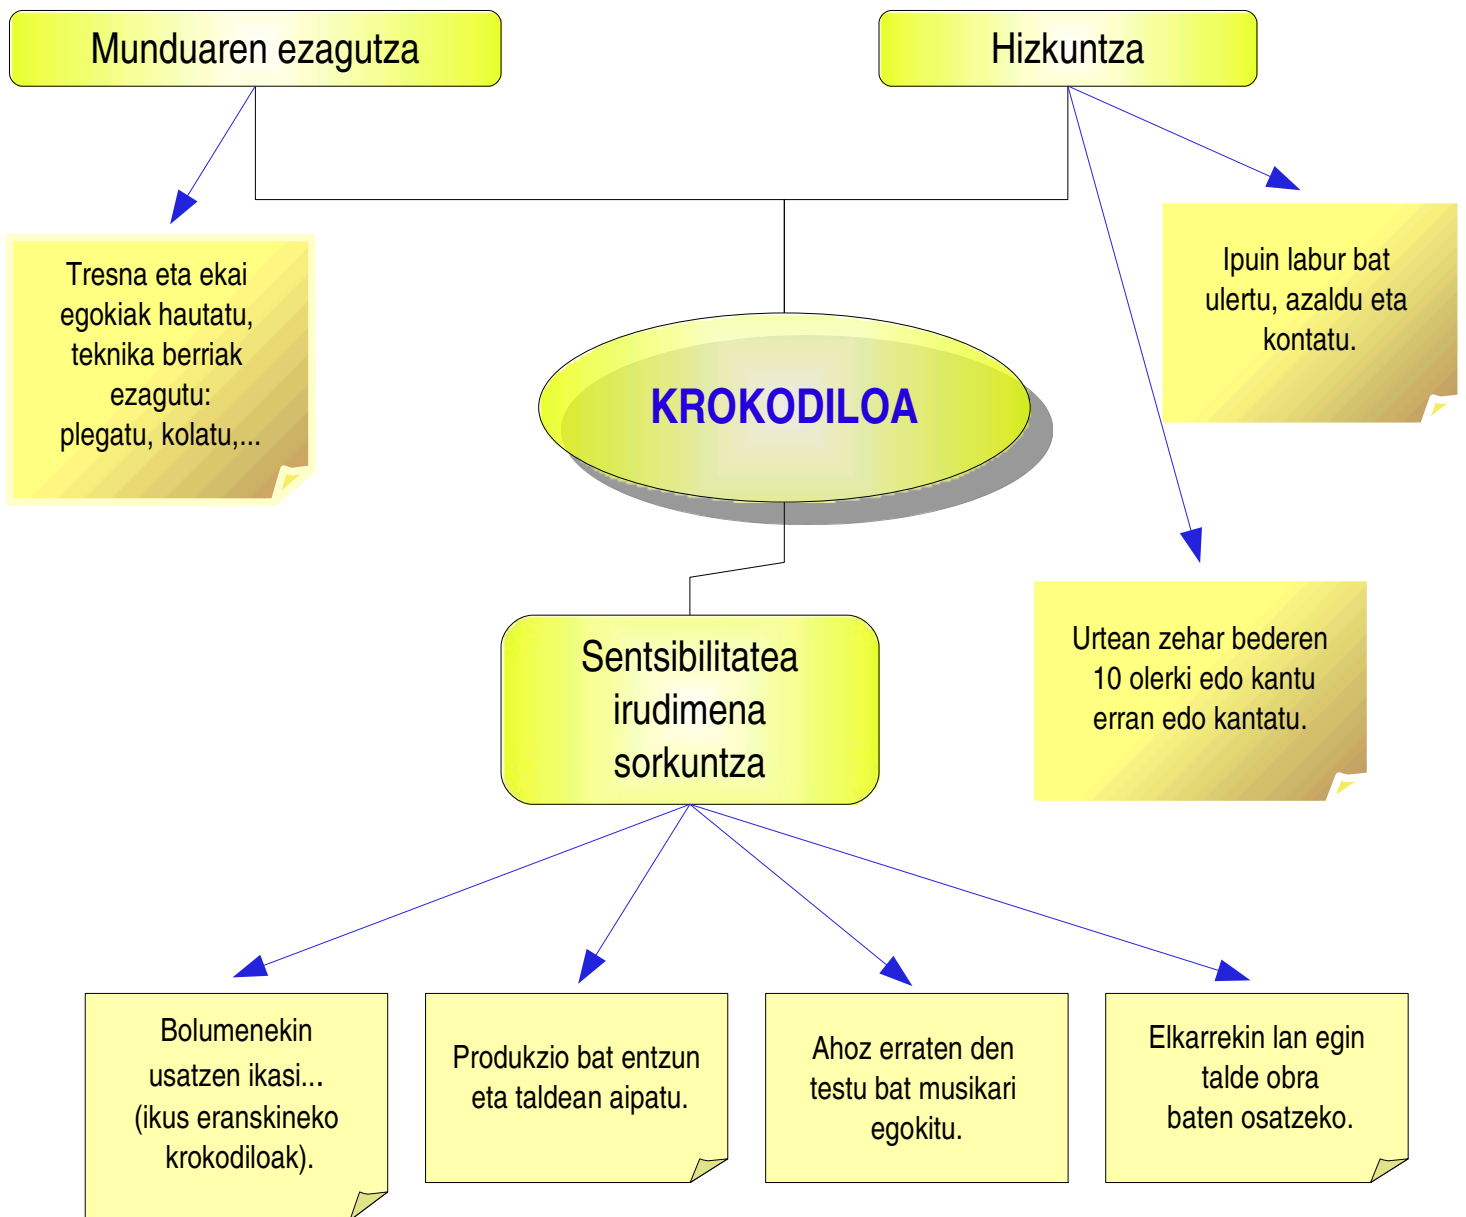 Munduaren ezagutza
Hizkuntza
Tresna eta ekai
egokiak hautatu,
teknika berriak
ezagutu:
plegatu, kolatu,...
Ipuin labur bat
ulertu, azaldu eta
kontatu.
KROKODILOA
Urtean zehar bederen
10 olerki edo kantu
erran edo kantatu.
Sentsibilitatea
irudimena
sorkuntza
Bolumenekin
usatzen ikasi...
(ikus eranskineko
krokodiloak).
Produkzio bat entzun
eta taldean aipatu.
Ahoz erraten den
testu bat musikari
egokitu.
Elkarrekin lan egin
talde obra
baten osatzeko.